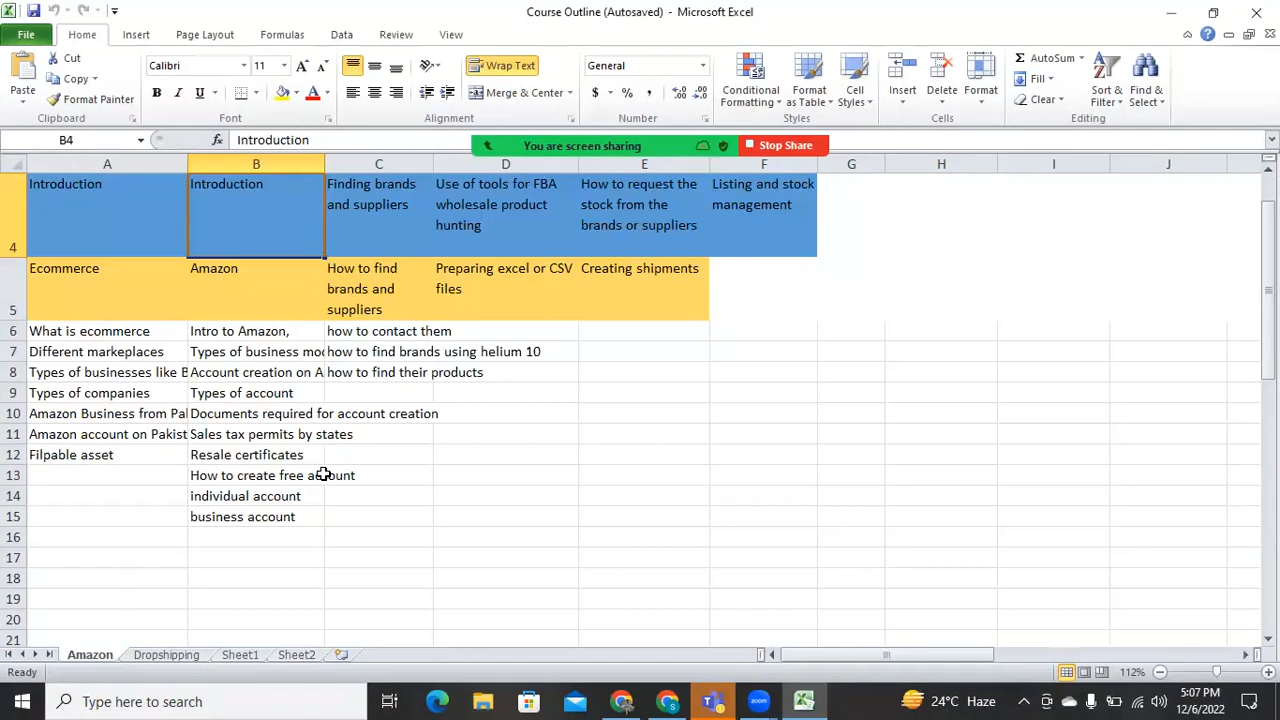 Course Outline (Autosaved) - Microsoft Excel
File Home Insert Page Layout Formulas Data Review View
Cut
Copy
Format Painter
Paste
Clipboard
Calibri 11
B I U
Font
Wrap Text
Merge & Center
Alignment
General
$ % ,
Number
Conditional Formatting
Format as Table
Cell Styles
Styles
Insert Delete Format
Cells
AutoSum
Fill
Clear
Sort & Filter
Find & Select
Editing
B4 fx Introduction
You are screen sharing Stop Share
A B C D E F G H I J
4
Introduction
Introduction
Finding brands
and suppliers
Use of tools for FBA
wholesale product
hunting
How to request the
stock from the
brands or suppliers
Listing and stock
management
5
Ecommerce
Amazon
How to find
brands and
suppliers
Preparing excel or CSV
files
Creating shipments
6 What is ecommerce Intro to Amazon, how to contact them
7 Different markeplaces Types of business moc how to find brands using helium 10
8 Types of businesses like B Account creation on A how to find their products
9 Types of companies Types of account
10 Amazon Business from Pal Documents required for account creation
11 Amazon account on Pakist Sales tax permits by states
12 Filpable asset Resale certificates
13 How to create free account
14 individual account
15 business account
16
17
18
19
20
21
Amazon Dropshipping Sheet1 Sheet2
Ready 112%
Type here to search 24°C Haze 5:07 PM
12/6/2022